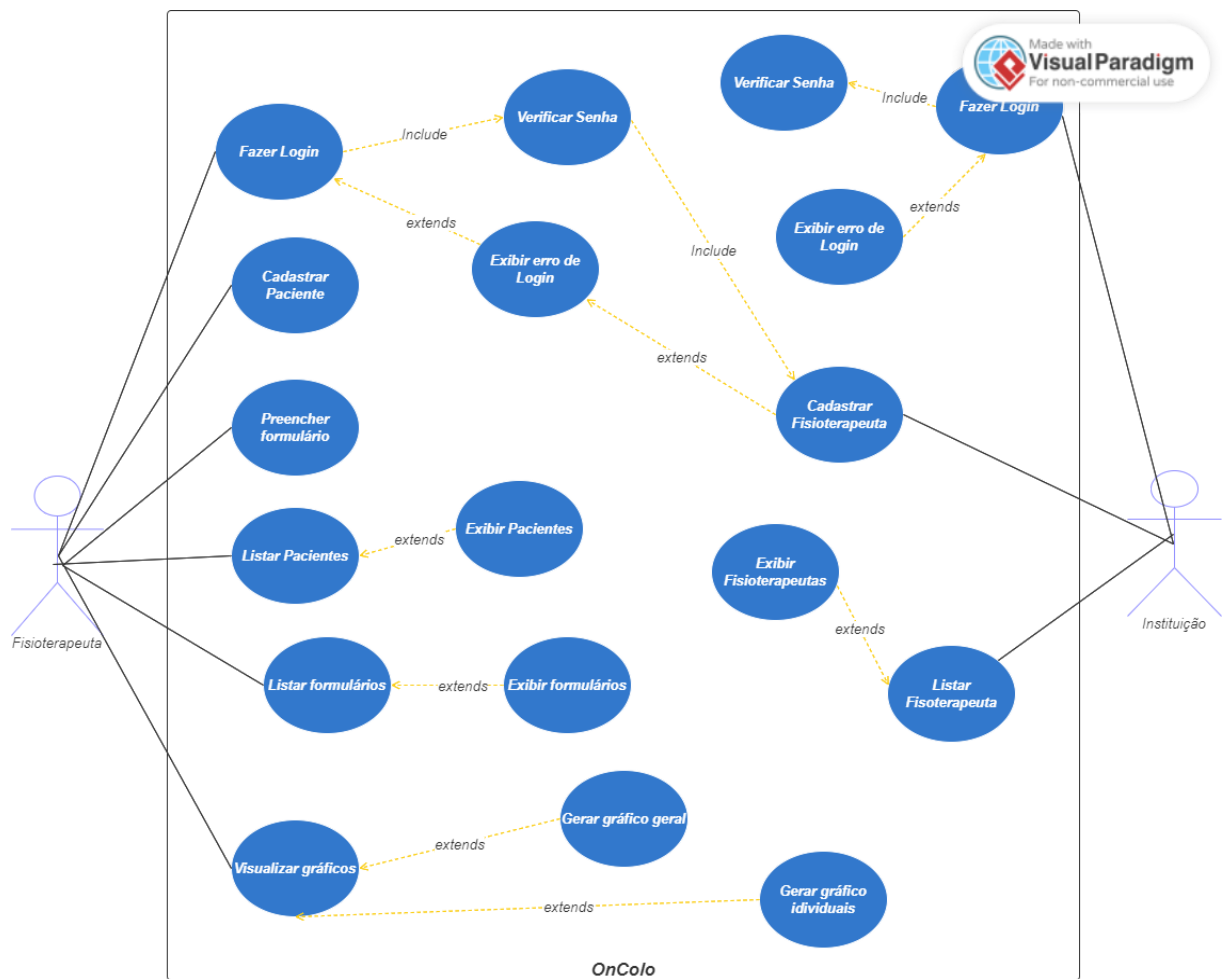 Made with
Visual Paradigm
For non-commercial use
Verificar Senha
Include
Fazer Login
Verificar Senha
Include
Fazer Login
extends
Exibir erro de
Login
extends
Exibir erro de
Login
Include
Cadastrar
Paciente
extends
Cadastrar
Fisioterapeuta
Preencher
formulário
Exibir Pacientes
extends
Listar Pacientes
Exibir
Fisioterapeutas
extends
Fisioterapeuta
Instituição
Listar formulários
extends
Exibir formulários
Listar
Fisoterapeuta
Gerar gráfico geral
extends
Visualizar gráficos
Gerar gráfico
idividuais
extends
OnColo